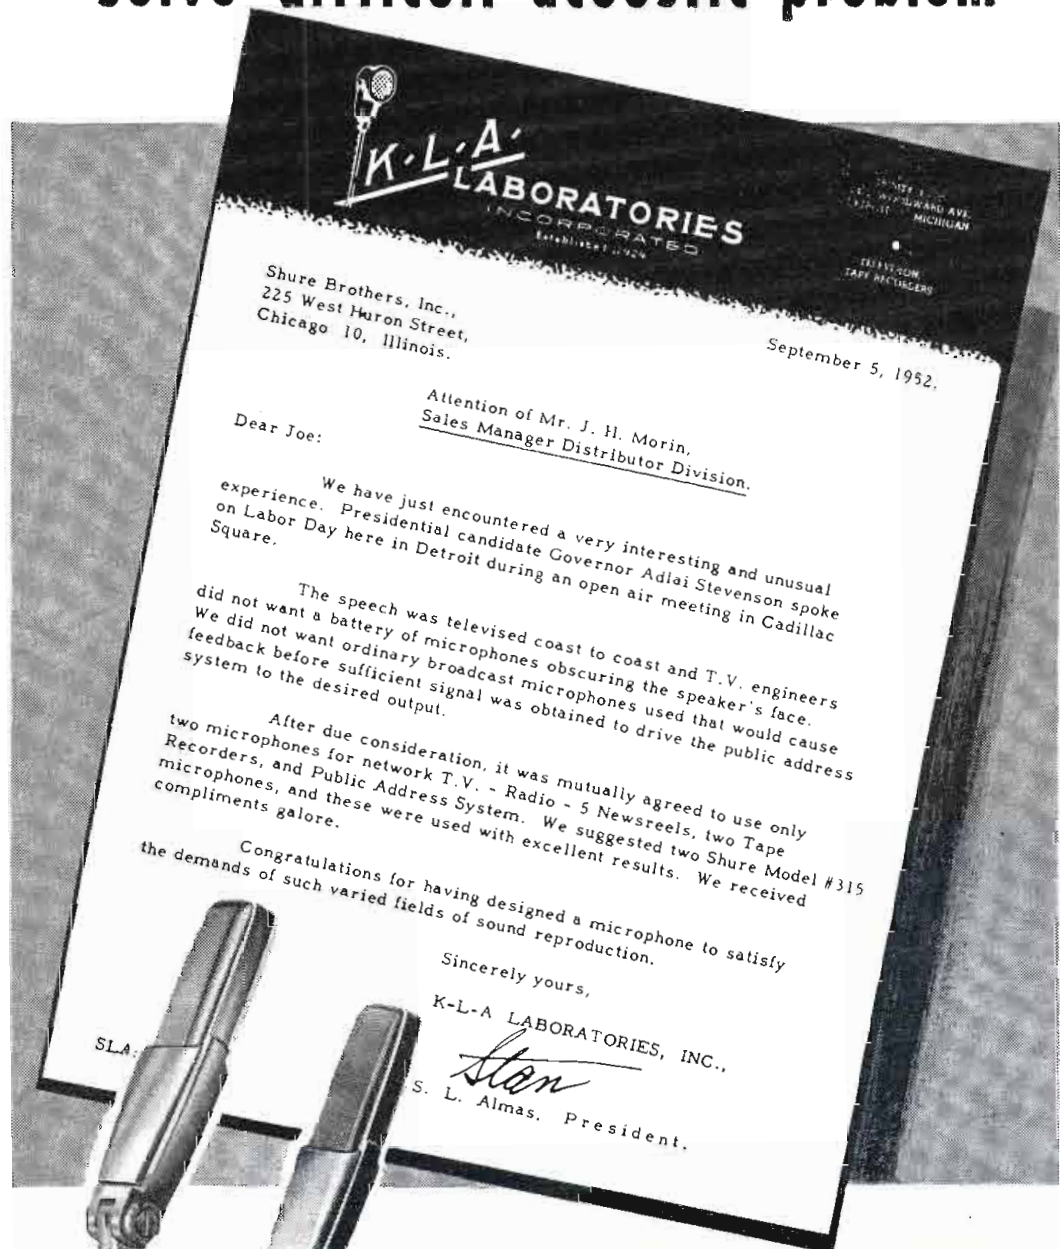 solve difficult acoustic problem
K·L·A·
LABORATORIES
INCORPORATED
WARD AVE.
MICHIGAN
TELEVISION
TAPE RECORDERS
Shure Brothers, Inc.,
225 West Huron Street,
Chicago 10, Illinois.
September 5, 1952.
Attention of Mr. J. H. Morin,
Sales Manager Distributor Division.
Dear Joe:
We have just encountered a very interesting and unusual
experience. Presidential candidate Governor Adlai Stevenson spoke
on Labor Day here in Detroit during an open air meeting in Cadillac
Square.
The speech was televised coast to coast and T.V. engineers
did not want a battery of microphones obscuring the speaker's face.
We did not want ordinary broadcast microphones used that would cause
feedback before sufficient signal was obtained to drive the public address
system to the desired output.
After due consideration, it was mutually agreed to use only
two microphones for network T.V. - Radio - 5 Newsreels, two Tape
Recorders, and Public Address System. We suggested two Shure Model #315
microphones, and these were used with excellent results. We received
compliments galore.
Congratulations for having designed a microphone to satisfy
the demands of such varied fields of sound reproduction.
Sincerely yours,
K-L-A LABORATORIES, INC.,
Stan
S. L. Almas, President.
SLA: